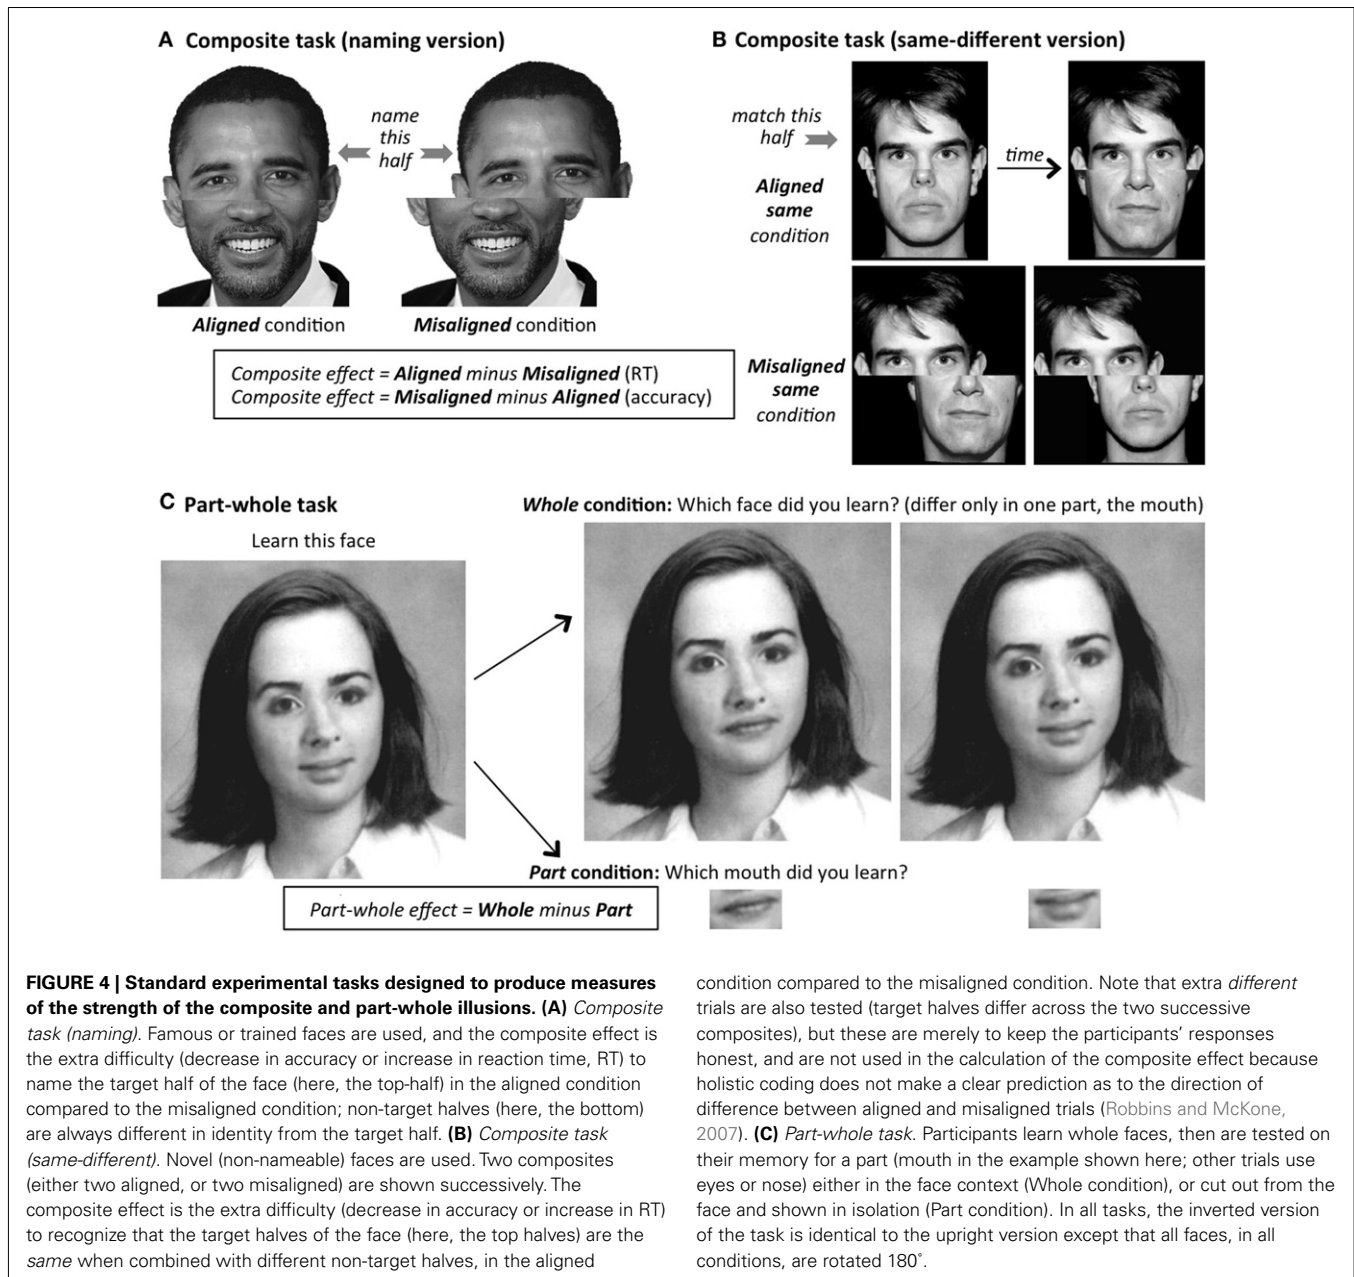 A Composite task (naming version)
name
this
half
Aligned condition
Misaligned condition
Composite effect = Aligned minus Misaligned (RT)
Composite effect = Misaligned minus Aligned (accuracy)
B Composite task (same-different version)
match this
half
time
Aligned
same
condition
Misaligned
same
condition
C Part-whole task
Learn this face
Whole condition: Which face did you learn? (differ only in one part, the mouth)
Part condition: Which mouth did you learn?
Part-whole effect = Whole minus Part
FIGURE 4 | Standard experimental tasks designed to produce measures
of the strength of the composite and part-whole illusions. (A) Composite
task (naming). Famous or trained faces are used, and the composite effect is
the extra difficulty (decrease in accuracy or increase in reaction time, RT) to
name the target half of the face (here, the top-half) in the aligned condition
compared to the misaligned condition; non-target halves (here, the bottom)
are always different in identity from the target half. (B) Composite task
(same-different). Novel (non-nameable) faces are used. Two composites
(either two aligned, or two misaligned) are shown successively. The
composite effect is the extra difficulty (decrease in accuracy or increase in RT)
to recognize that the target halves of the face (here, the top halves) are the
same when combined with different non-target halves, in the aligned
condition compared to the misaligned condition. Note that extra different
trials are also tested (target halves differ across the two successive
composites), but these are merely to keep the participants' responses
honest, and are not used in the calculation of the composite effect because
holistic coding does not make a clear prediction as to the direction of
difference between aligned and misaligned trials (Robbins and McKone,
2007). (C) Part-whole task. Participants learn whole faces, then are tested on
their memory for a part (mouth in the example shown here; other trials use
eyes or nose) either in the face context (Whole condition), or cut out from the
face and shown in isolation (Part condition). In all tasks, the inverted version
of the task is identical to the upright version except that all faces, in all
conditions, are rotated 180˚.